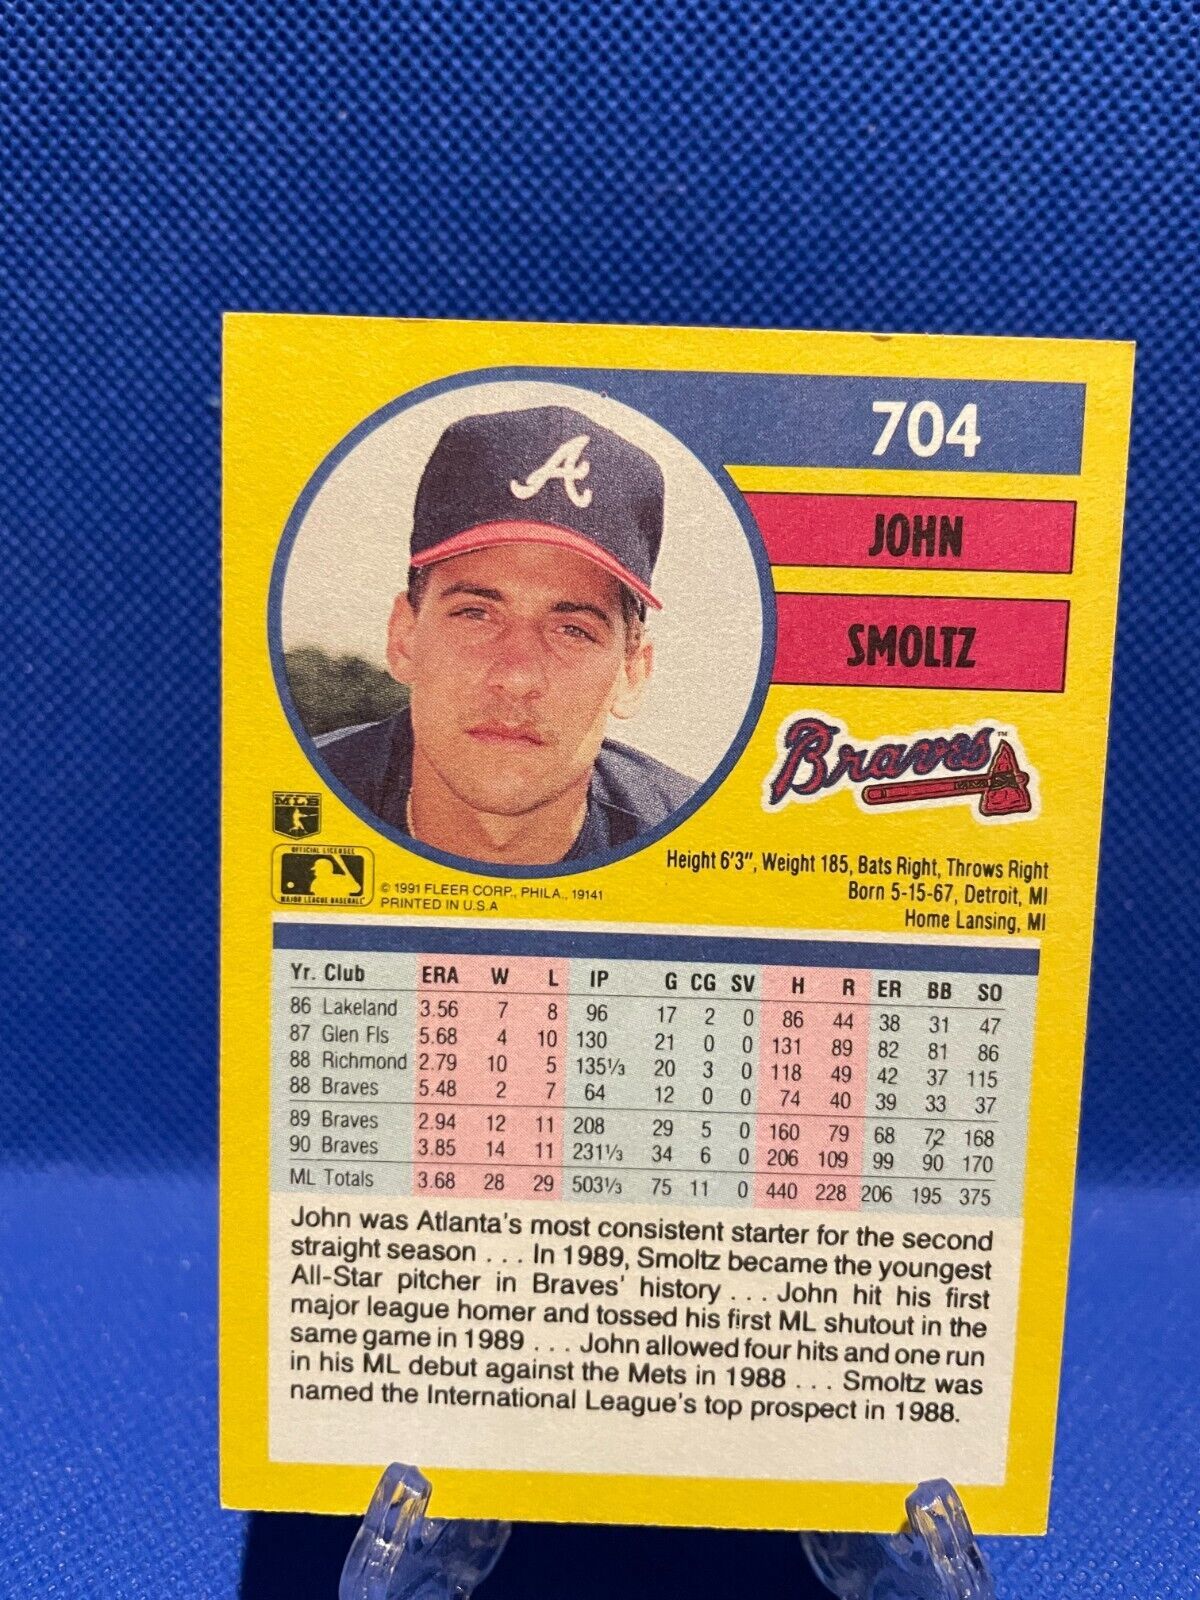 A
704
JOHN
SMOLTZ
Braves™
MLB
OFFICIAL LICENSEE
MAJOR LEAGUE BASEBALL
© 1991 FLEER CORP., PHILA., 19141
PRINTED IN U.S.A
Height 6'3", Weight 185, Bats Right, Throws Right
Born 5-15-67, Detroit, MI
Home Lansing, MI
Yr. Club ERA W L IP G CG SV H R ER BB SO
86 Lakeland 3.56 7 8 96 17 2 0 86 44 38 31 47
87 Glen Fls 5.68 4 10 130 21 0 0 131 89 82 81 86
88 Richmond 2.79 10 5 135⅓ 20 3 0 118 49 42 37 115
88 Braves 5.48 2 7 64 12 0 0 74 40 39 33 37
89 Braves 2.94 12 11 208 29 5 0 160 79 68 72 168
90 Braves 3.85 14 11 231⅓ 34 6 0 206 109 99 90 170
ML Totals 3.68 28 29 503⅓ 75 11 0 440 228 206 195 375
John was Atlanta's most consistent starter for the second
straight season . . . In 1989, Smoltz became the youngest
All-Star pitcher in Braves' history . . . John hit his first
major league homer and tossed his first ML shutout in the
same game in 1989 . . . John allowed four hits and one run
in his ML debut against the Mets in 1988 . . . Smoltz was
named the International League's top prospect in 1988.